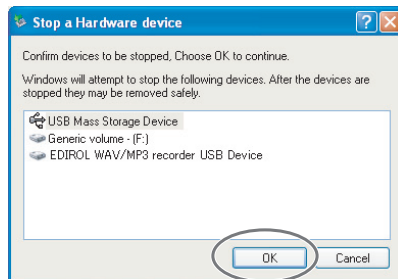 Stop a Hardware device
Confirm devices to be stopped, Choose OK to continue.
Windows will attempt to stop the following devices. After the devices are
stopped they may be removed safely.
USB Mass Storage Device
Generic volume - (F:)
EDIROL WAV/MP3 recorder USB Device
OK Cancel